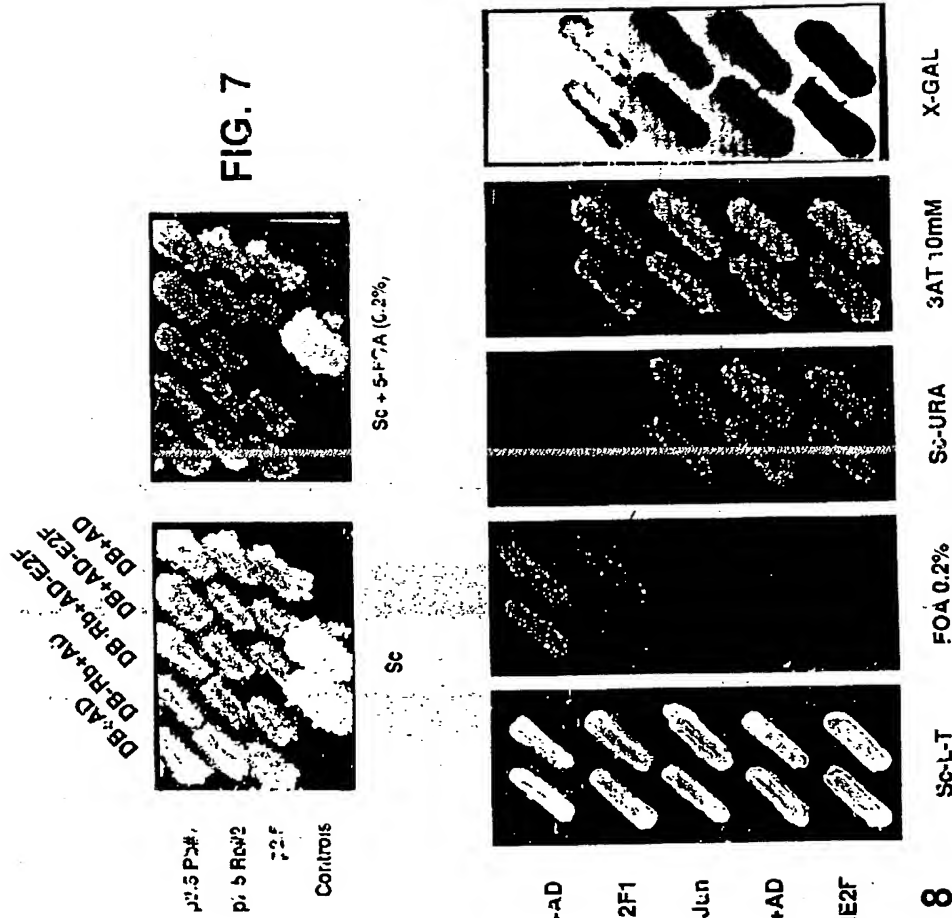 FIG. 7
DB+AD
DB-Rb+AD
DB-Rb+AD-E2F
DB+AD-E2F
DB+AD
Controls
Sc
Sc + 5-FOA (0.2%)
-AD
2F1
Jun
+AD
E2F
8
Sc-L-T
FOA 0.2%
Sc-URA
3AT 10mM
X-GAL